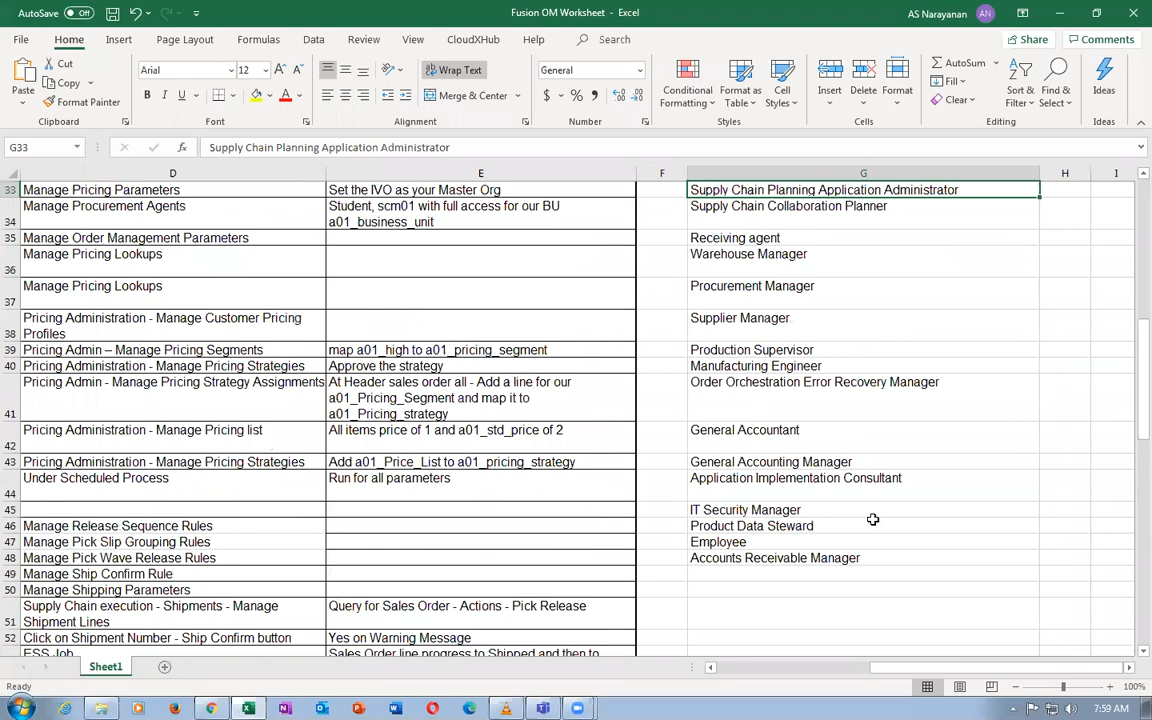 AutoSave Off Fusion OM Worksheet - Excel AS Narayanan AN
File Home Insert Page Layout Formulas Data Review View CloudXHub Help Search Share Comments
Paste Cut Copy Format Painter Clipboard
Arial 12 A A B I U A Font
Wrap Text Merge & Center Alignment
General $ % , Number
Conditional Formatting Format as Table Cell Styles Styles
Insert Delete Format Cells
AutoSum Fill Clear Sort & Filter Find & Select Editing
Ideas Ideas
G33 fx Supply Chain Planning Application Administrator
D E F G H I
33 Manage Pricing Parameters Set the IVO as your Master Org Supply Chain Planning Application Administrator
34 Manage Procurement Agents Student, scm01 with full access for our BU a01_business_unit Supply Chain Collaboration Planner
35 Manage Order Management Parameters Receiving agent
36 Manage Pricing Lookups Warehouse Manager
37 Manage Pricing Lookups Procurement Manager
38 Pricing Administration - Manage Customer Pricing Profiles Supplier Manager
39 Pricing Admin – Manage Pricing Segments map a01_high to a01_pricing_segment Production Supervisor
40 Pricing Administration - Manage Pricing Strategies Approve the strategy Manufacturing Engineer
41 Pricing Admin - Manage Pricing Strategy Assignments At Header sales order all - Add a line for our a01_Pricing_Segment and map it to a01_Pricing_strategy Order Orchestration Error Recovery Manager
42 Pricing Administration - Manage Pricing list All items price of 1 and a01_std_price of 2 General Accountant
43 Pricing Administration - Manage Pricing Strategies Add a01_Price_List to a01_pricing_strategy General Accounting Manager
44 Under Scheduled Process Run for all parameters Application Implementation Consultant
45 IT Security Manager
46 Manage Release Sequence Rules Product Data Steward
47 Manage Pick Slip Grouping Rules Employee
48 Manage Pick Wave Release Rules Accounts Receivable Manager
49 Manage Ship Confirm Rule
50 Manage Shipping Parameters
51 Supply Chain execution - Shipments - Manage Shipment Lines Query for Sales Order - Actions - Pick Release
52 Click on Shipment Number - Ship Confirm button Yes on Warning Message
ESS Job Sales Order line progress to Shipped and then to
Sheet1
Ready 100%
7:59 AM